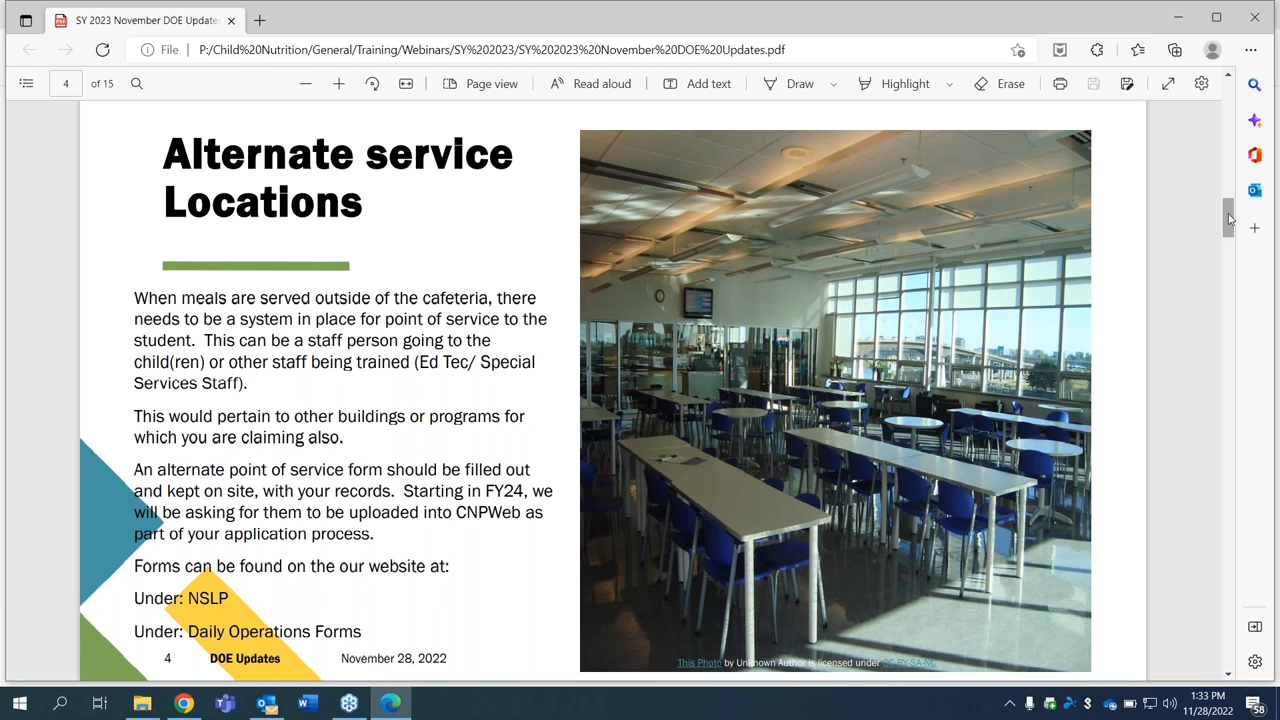 SY 2023 November DOE Update
File
P:/Child%20Nutrition/General/Training/Webinars/SY%202023/SY%202023%20November%20DOE%20Updates.pdf
4 of 15
Page view
Read aloud
Add text
Draw
Highlight
Erase
Alternate service
Locations
When meals are served outside of the cafeteria, there
needs to be a system in place for point of service to the
student. This can be a staff person going to the
child(ren) or other staff being trained (Ed Tec/ Special
Services Staff).
This would pertain to other buildings or programs for
which you are claiming also.
An alternate point of service form should be filled out
and kept on site, with your records. Starting in FY24, we
will be asking for them to be uploaded into CNPWeb as
part of your application process.
Forms can be found on the our website at:
Under: NSLP
Under: Daily Operations Forms
4 DOE Updates November 28, 2022
This Photo by Unknown Author is licensed under CC BY-SA-NC
1:33 PM
11/28/2022
58